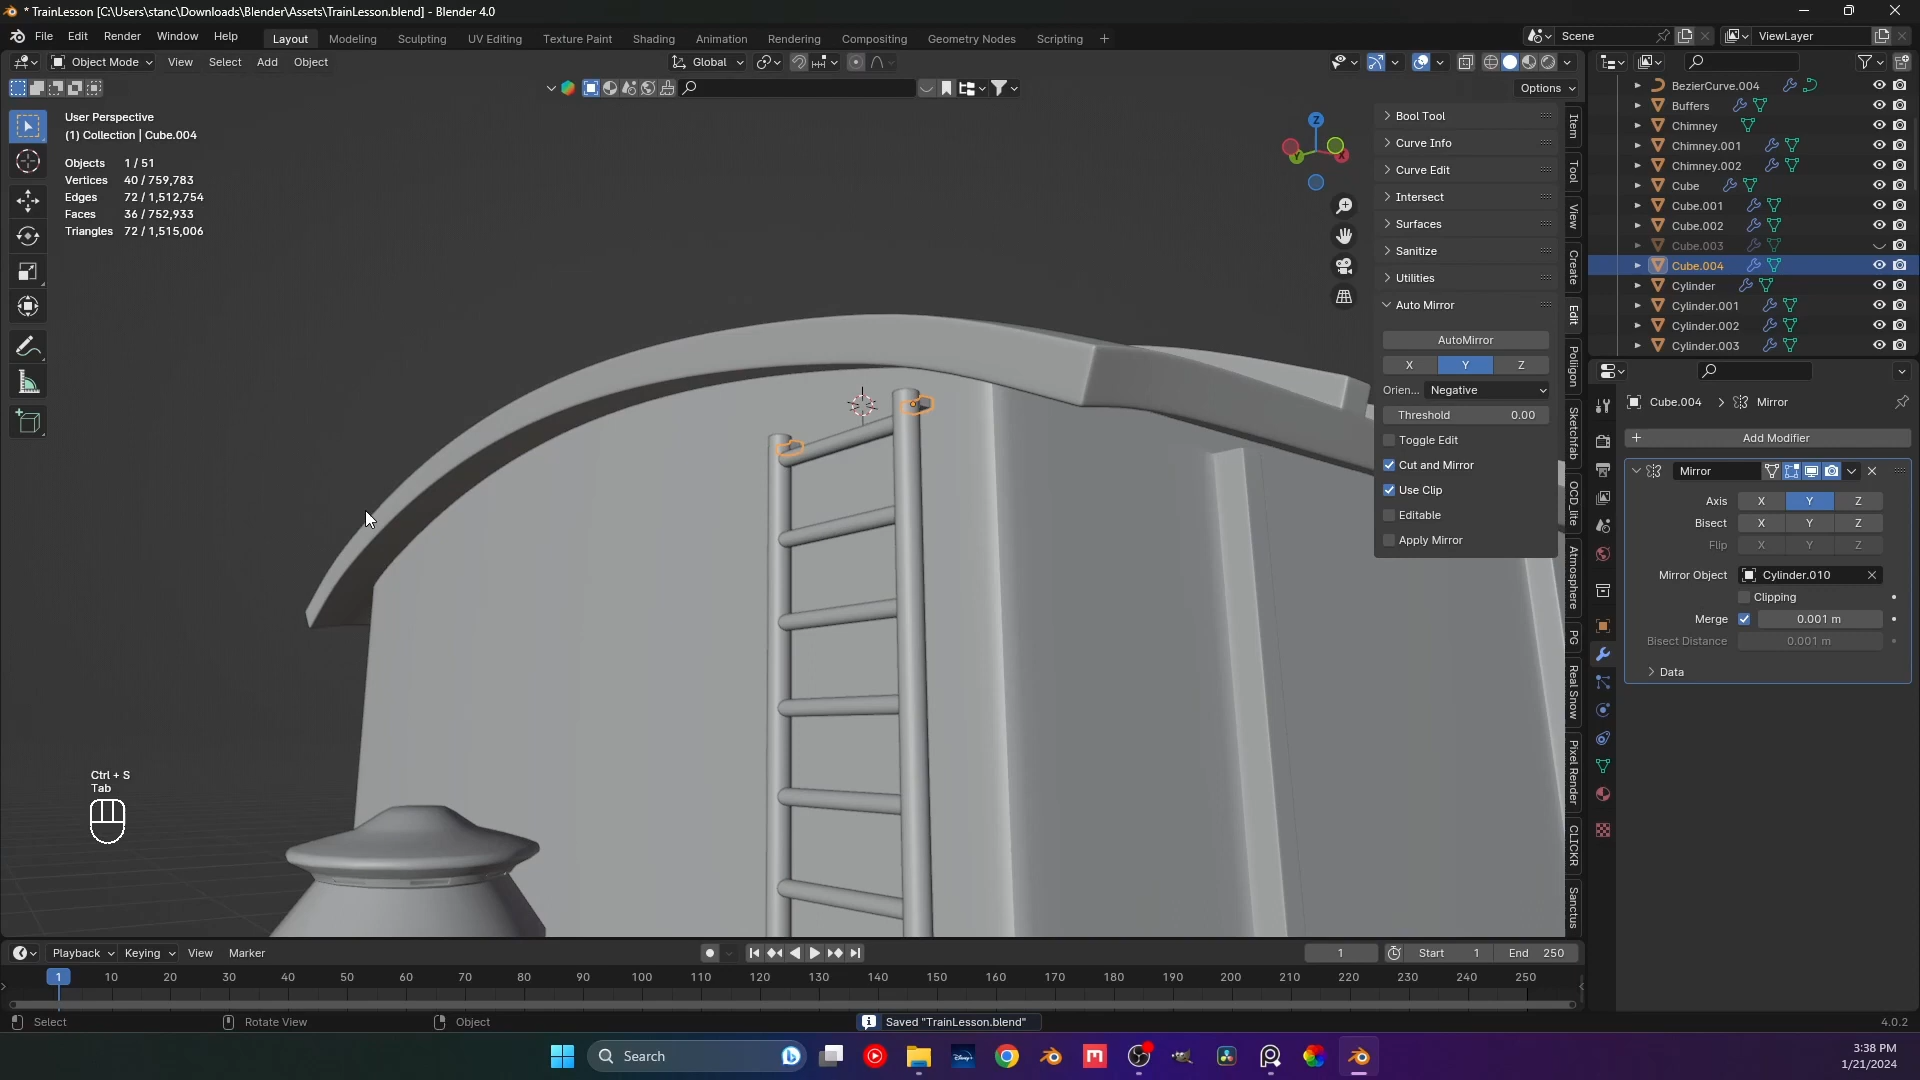 * TrainLesson [C:\Users\stanc\Downloads\Blender\Assets\TrainLesson.blend] - Blender 4.0
File Edit Render Window Help
Layout Modeling Sculpting UV Editing Texture Paint Shading Animation Rendering Compositing Geometry Nodes Scripting +
Scene
ViewLayer
Object Mode View Select Add Object
Global
Options
User Perspective
(1) Collection | Cube.004
Objects 1 / 51
Vertices 40 / 759,783
Edges 72 / 1,512,754
Faces 36 / 752,933
Triangles 72 / 1,515,006
Z
X
Y
Bool Tool
Curve Info
Curve Edit
Intersect
Surfaces
Sanitize
Utilities
Auto Mirror
AutoMirror
X Y Z
Orien... Negative
Threshold 0.00
Toggle Edit
Cut and Mirror
Use Clip
Editable
Apply Mirror
Item
Tool
View
Create
Edit
Poliigon
Sketchfab
OCD_lite
Atmosphere
PG
Real Snow
Pixel Render
CLICKR
Sanctus
BezierCurve.004
Buffers
Chimney
Chimney.001
Chimney.002
Cube
Cube.001
Cube.002
Cube.003
Cube.004
Cylinder
Cylinder.001
Cylinder.002
Cylinder.003
Cube.004 > Mirror
+ Add Modifier
Mirror
Axis X Y Z
Bisect X Y Z
Flip X Y Z
Mirror Object Cylinder.010
Clipping
Merge 0.001 m
Bisect Distance 0.001 m
Data
Ctrl + S
Tab
Playback Keying View Marker
1 Start 1 End 250
1 10 20 30 40 50 60 70 80 90 100 110 120 130 140 150 160 170 180 190 200 210 220 230 240 250
Select Rotate View Object
Saved "TrainLesson.blend"
4.0.2
Search
Disney+
3:38 PM
1/21/2024